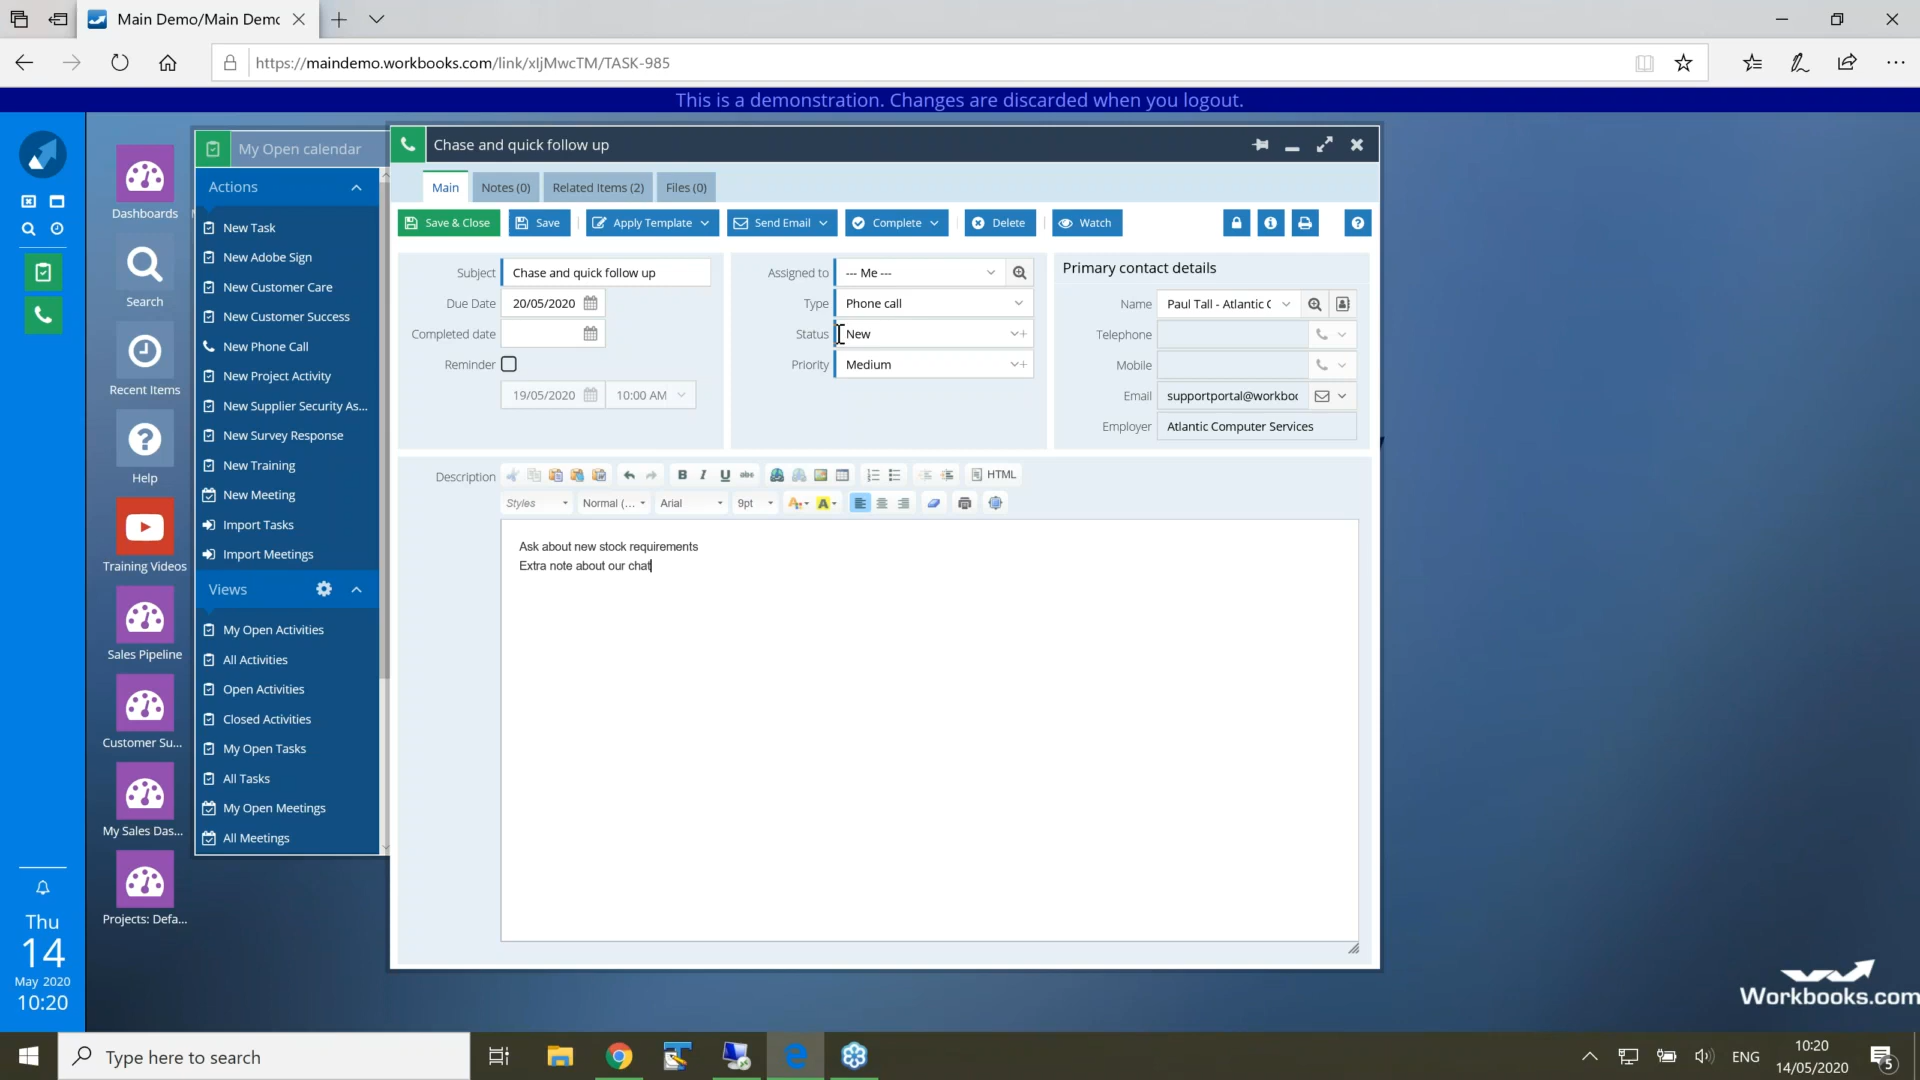 Main Demo/Main Demo
https://maindemo.workbooks.com/link/xljMwcTM/TASK-985
This is a demonstration. Changes are discarded when you logout.
Dashboards
Search
Recent Items
Help
Training Videos
Sales Pipeline
Customer Su...
My Sales Das...
Projects: Defa...
Thu
14
May 2020
10:20
My Open calendar
Actions
New Task
New Adobe Sign
New Customer Care
New Customer Success
New Phone Call
New Project Activity
New Supplier Security As...
New Survey Response
New Training
New Meeting
Import Tasks
Import Meetings
Views
My Open Activities
All Activities
Open Activities
Closed Activities
My Open Tasks
All Tasks
My Open Meetings
All Meetings
Chase and quick follow up
Main Notes (0) Related Items (2) Files (0)
Save & Close Save Apply Template Send Email Complete Delete Watch
Subject Chase and quick follow up
Due Date 20/05/2020
Completed date
Reminder
19/05/2020 10:00 AM
Assigned to --- Me ---
Type Phone call
Status New
Priority Medium
Primary contact details
Name Paul Tall - Atlantic C
Telephone
Mobile
Email supportportal@workboo
Employer Atlantic Computer Services
Description
B I U abc HTML
Styles Normal (... Arial 9pt A
Ask about new stock requirements
Extra note about our chat
Workbooks.com
Type here to search
ENG
10:20
14/05/2020
5